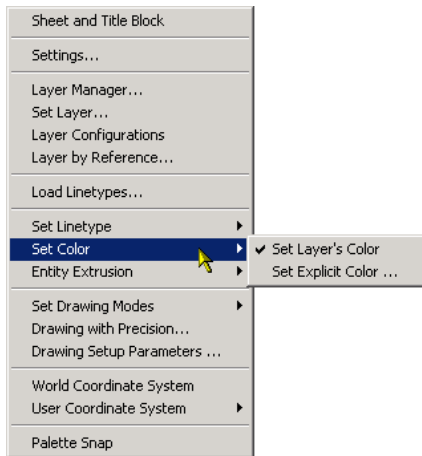 Sheet and Title Block
Settings...
Layer Manager...
Set Layer...
Layer Configurations
Layer by Reference...
Load Linetypes...
Set Linetype
Set Color
Set Layer's Color
Entity Extrusion
Set Explicit Color ...
Set Drawing Modes
Drawing with Precision...
Drawing Setup Parameters ...
World Coordinate System
User Coordinate System
Palette Snap